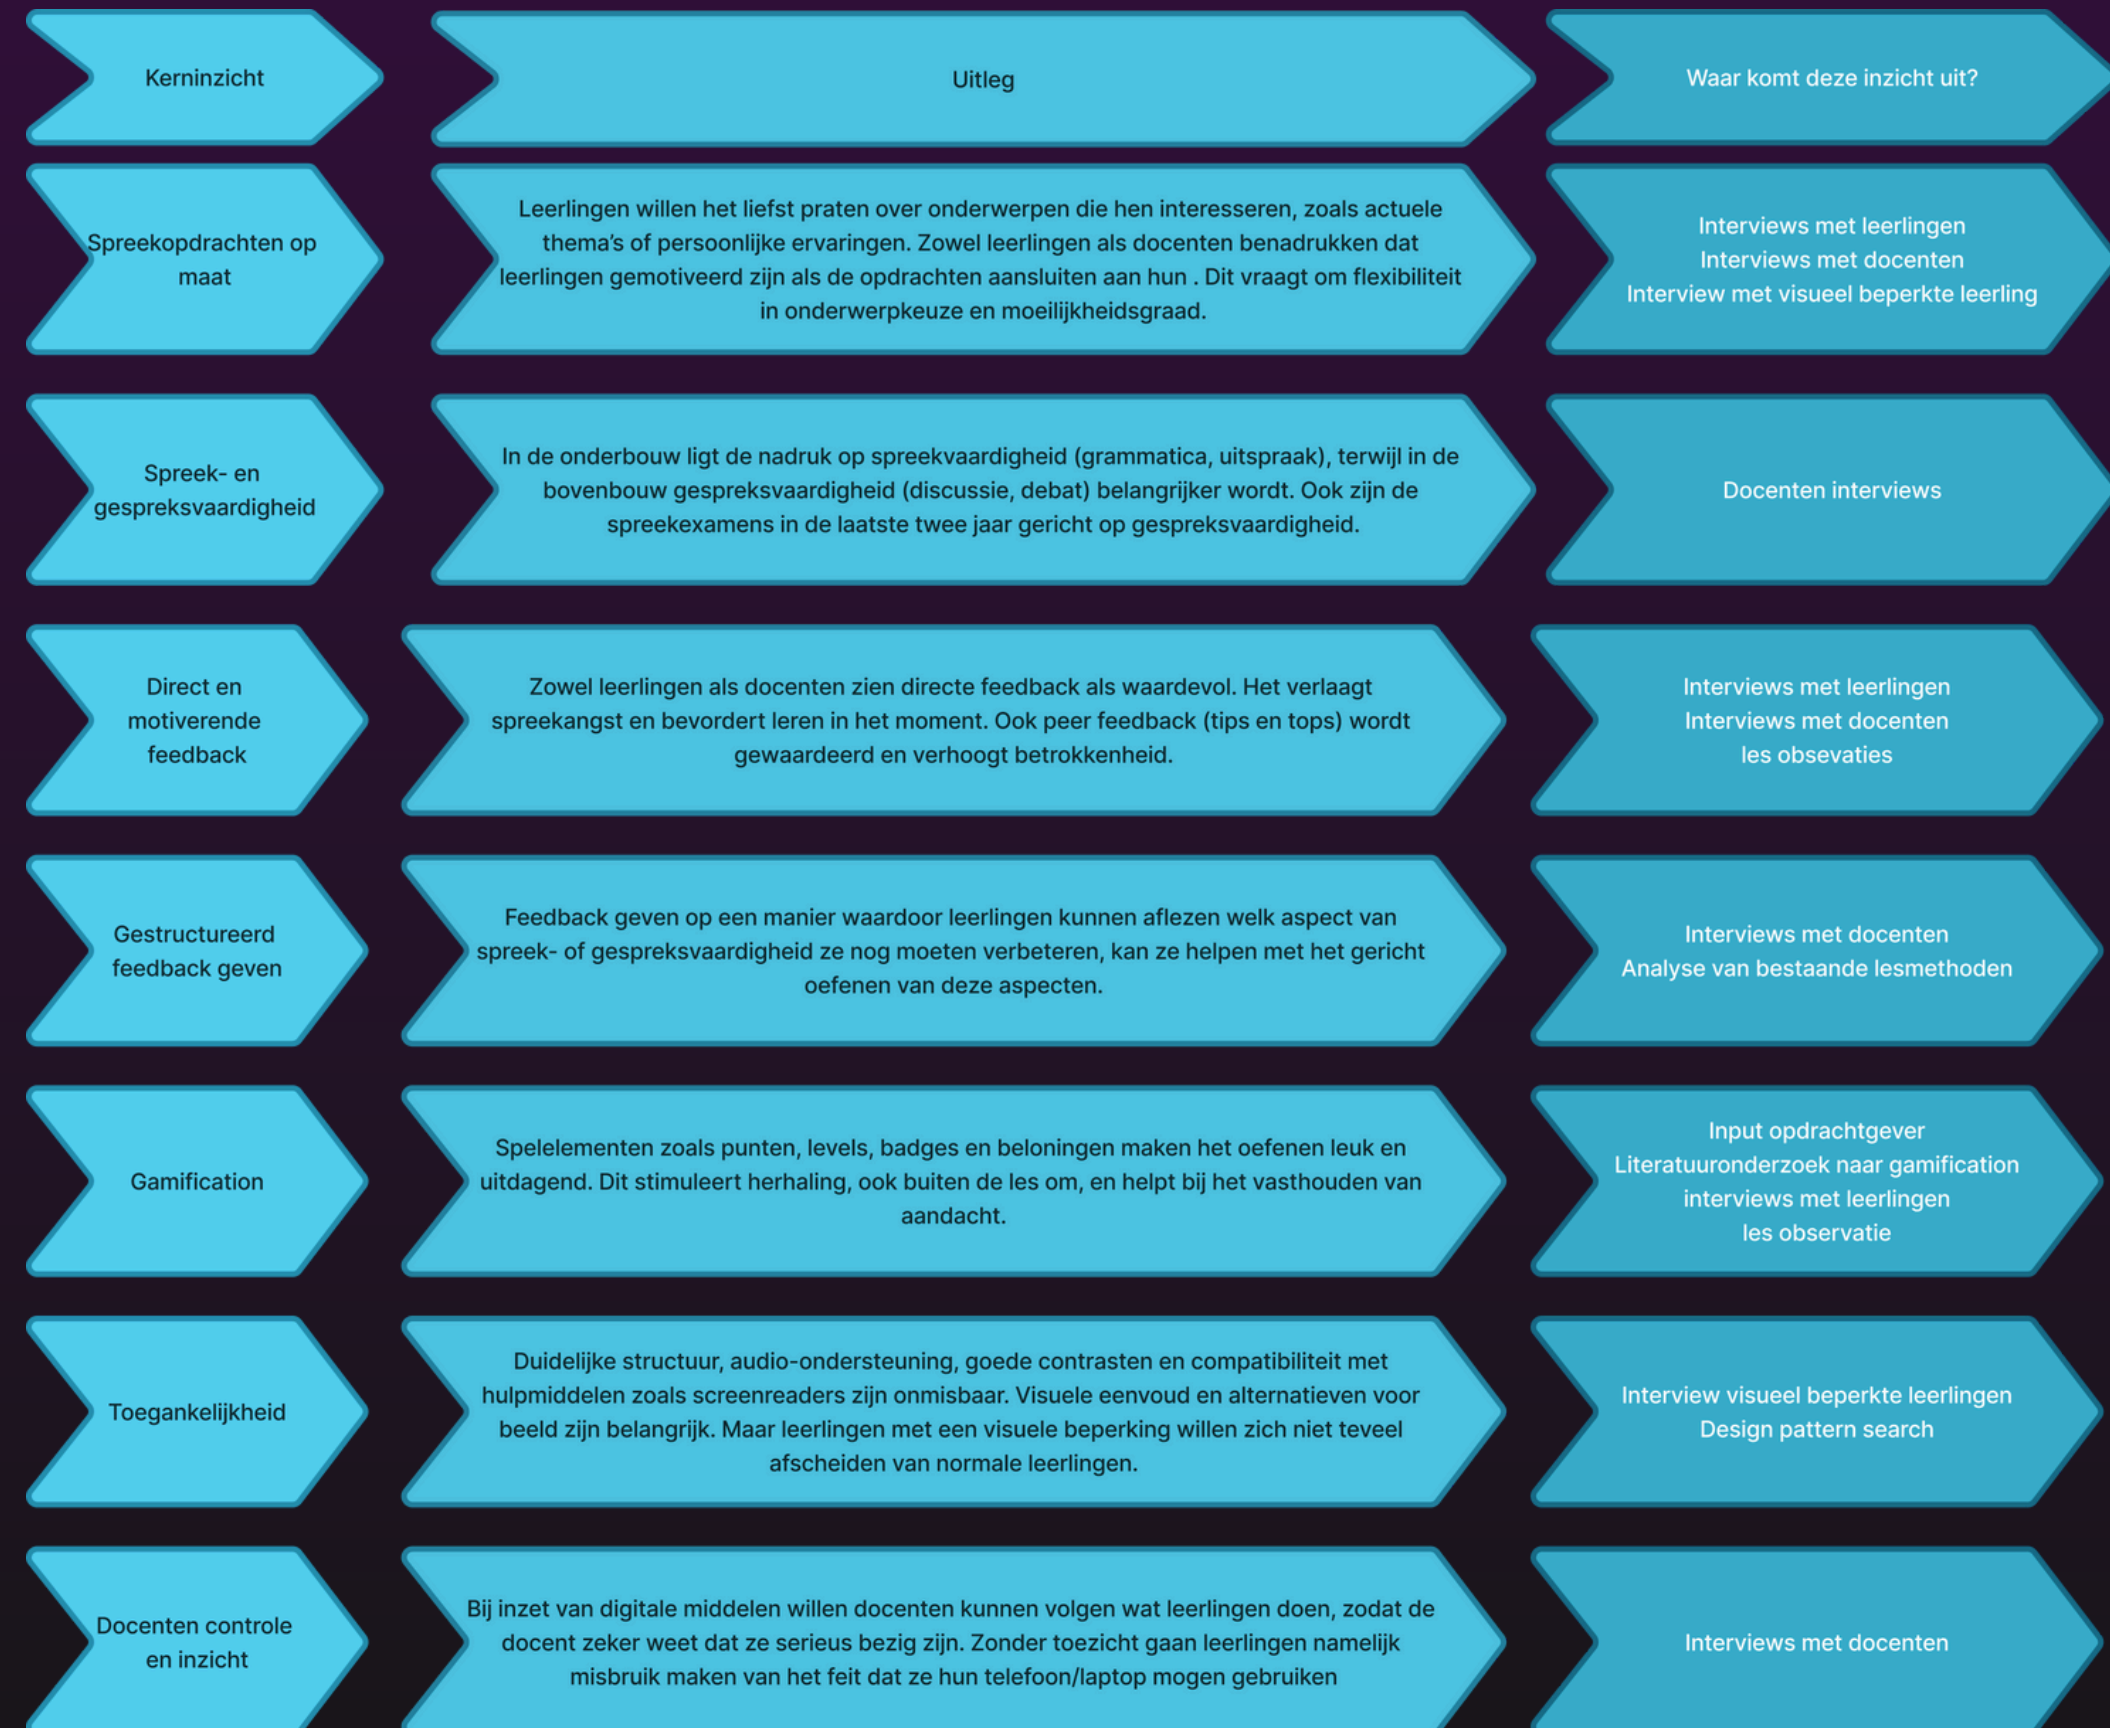 Kerninzicht
Uitleg
Waar komt deze inzicht uit?
Spreekopdrachten op
maat
Leerlingen willen het liefst praten over onderwerpen die hen interesseren, zoals actuele
thema's of persoonlijke ervaringen. Zowel leerlingen als docenten benadrukken dat
leerlingen gemotiveerd zijn als de opdrachten aansluiten aan hun . Dit vraagt om flexibiliteit
in onderwerpkeuze en moeilijkheidsgraad.
Interviews met leerlingen
Interviews met docenten
Interview met visueel beperkte leerling
Spreek- en
gespreksvaardigheid
In de onderbouw ligt de nadruk op spreekvaardigheid (grammatica, uitspraak), terwijl in de
bovenbouw gespreksvaardigheid (discussie, debat) belangrijker wordt. Ook zijn de
spreekexamens in de laatste twee jaar gericht op gespreksvaardigheid.
Docenten interviews
Direct en
motiverende
feedback
Zowel leerlingen als docenten zien directe feedback als waardevol. Het verlaagt
spreekangst en bevordert leren in het moment. Ook peer feedback (tips en tops) wordt
gewaardeerd en verhoogt betrokkenheid.
Interviews met leerlingen
Interviews met docenten
les obsevaties
Gestructureerd
feedback geven
Feedback geven op een manier waardoor leerlingen kunnen aflezen welk aspect van
spreek- of gespreksvaardigheid ze nog moeten verbeteren, kan ze helpen met het gericht
oefenen van deze aspecten.
Interviews met docenten
Analyse van bestaande lesmethoden
Gamification
Spelelementen zoals punten, levels, badges en beloningen maken het oefenen leuk en
uitdagend. Dit stimuleert herhaling, ook buiten de les om, en helpt bij het vasthouden van
aandacht.
Input opdrachtgever
Literatuuronderzoek naar gamification
interviews met leerlingen
les observatie
Toegankelijkheid
Duidelijke structuur, audio-ondersteuning, goede contrasten en compatibiliteit met
hulpmiddelen zoals screenreaders zijn onmisbaar. Visuele eenvoud en alternatieven voor
beeld zijn belangrijk. Maar leerlingen met een visuele beperking willen zich niet teveel
afscheiden van normale leerlingen.
Interview visueel beperkte leerlingen
Design pattern search
Docenten controle
en inzicht
Bij inzet van digitale middelen willen docenten kunnen volgen wat leerlingen doen, zodat de
docent zeker weet dat ze serieus bezig zijn. Zonder toezicht gaan leerlingen namelijk
misbruik maken van het feit dat ze hun telefoon/laptop mogen gebruiken
Interviews met docenten